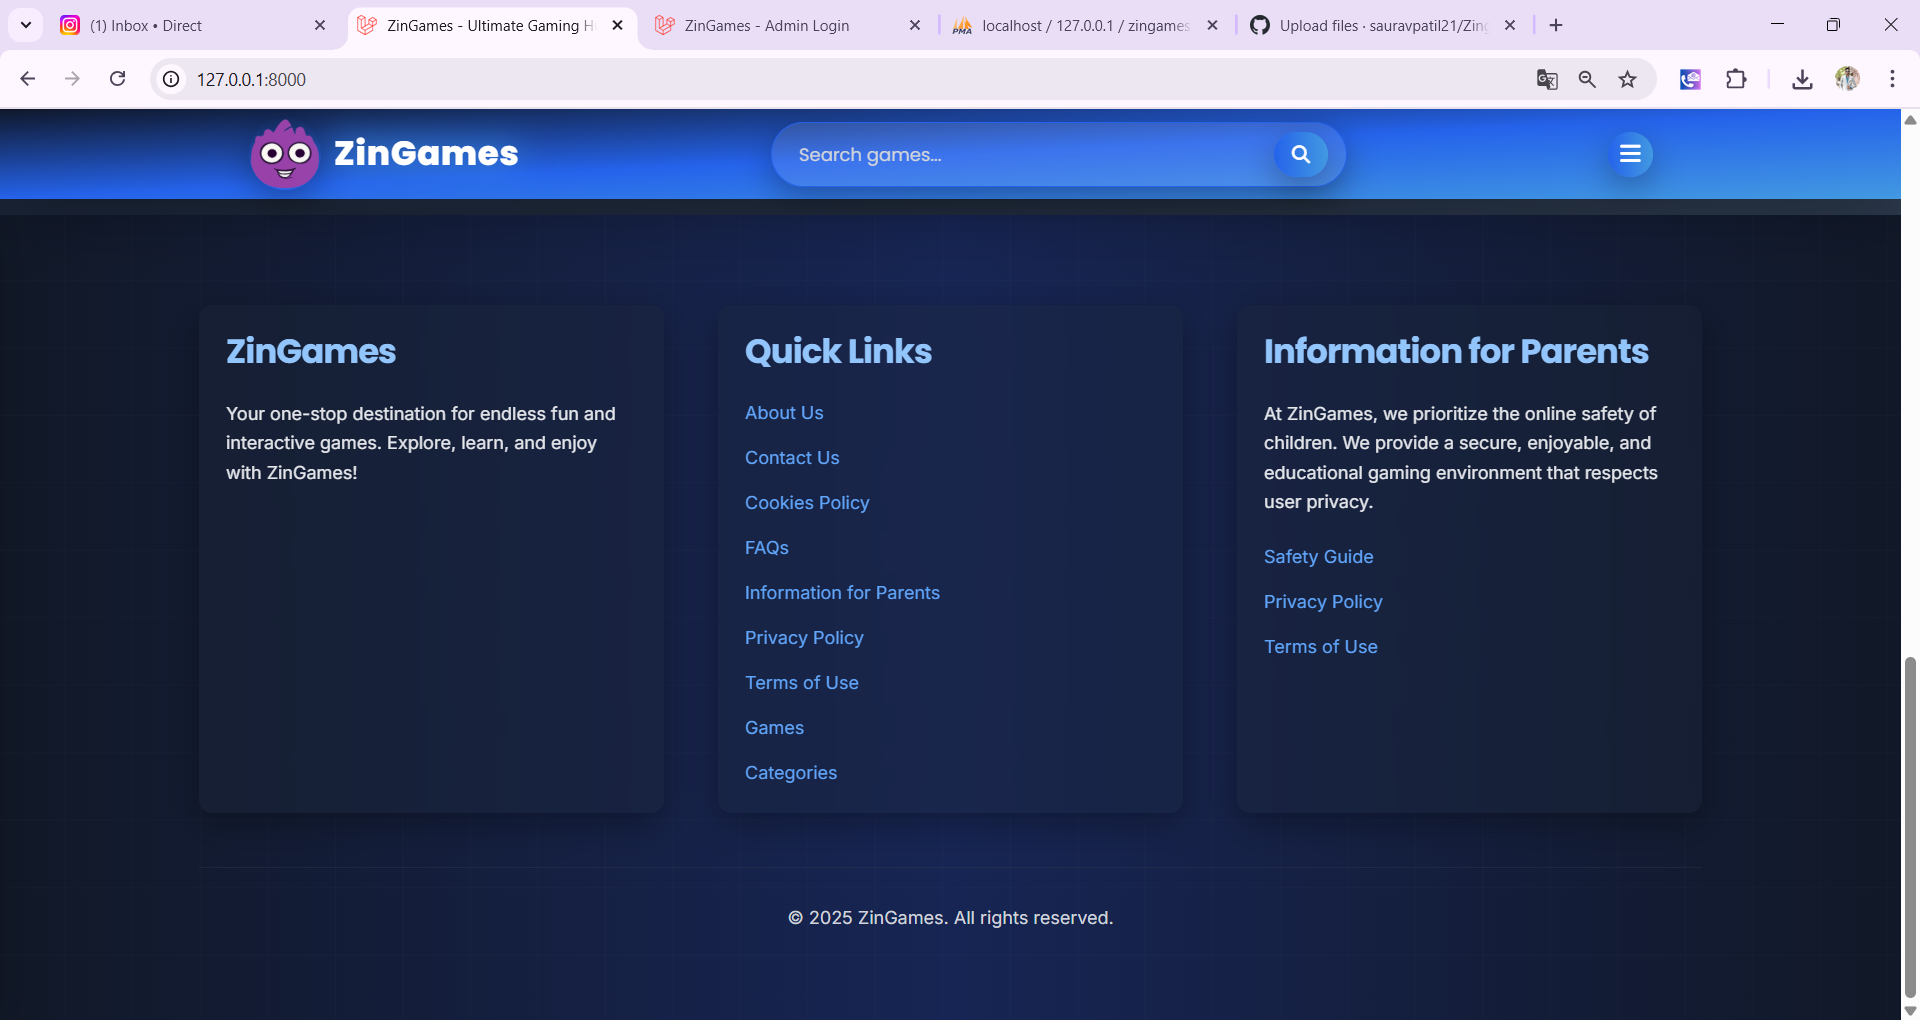 (1) Inbox • Direct
ZinGames - Ultimate Gaming H
ZinGames - Admin Login
localhost / 127.0.0.1 / zingames
Upload files · sauravpatil21/Zing
127.0.0.1:8000
ZinGames
Search games...
ZinGames
Your one-stop destination for endless fun and
interactive games. Explore, learn, and enjoy
with ZinGames!
Quick Links
About Us
Contact Us
Cookies Policy
FAQs
Information for Parents
Privacy Policy
Terms of Use
Games
Categories
Information for Parents
At ZinGames, we prioritize the online safety of
children. We provide a secure, enjoyable, and
educational gaming environment that respects
user privacy.
Safety Guide
Privacy Policy
Terms of Use
© 2025 ZinGames. All rights reserved.